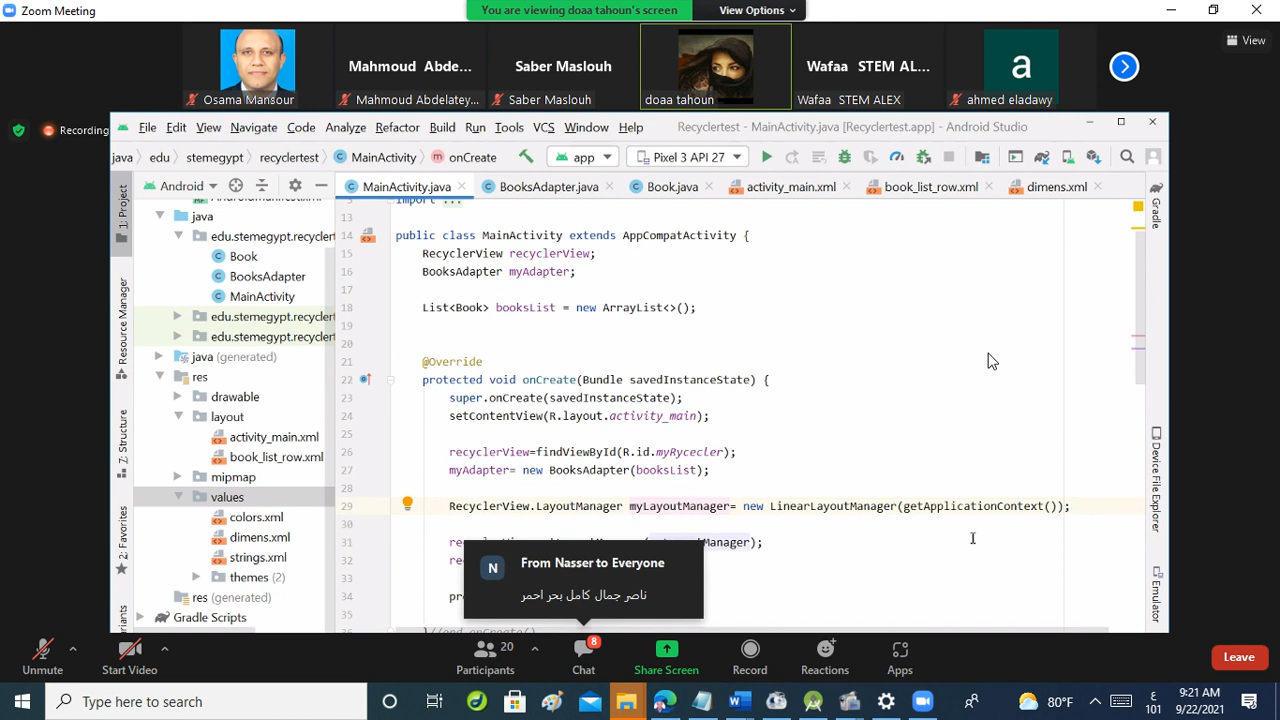 Zoom Meeting
You are viewing doaa tahoun's screen
View Options
Osama Mansour
Mahmoud Abde...
Mahmoud Abdelatey...
Saber Maslouh
Saber Maslouh
doaa tahoun
Wafaa STEM AL...
Wafaa STEM ALEX
a
ahmed eladawy
View
Recording
File Edit View Navigate Code Analyze Refactor Build Run Tools VCS Window Help
Recyclertest - MainActivity.java [Recyclertest.app] - Android Studio
java edu stemegypt recyclertest MainActivity onCreate
app
Pixel 3 API 27
Android
MainActivity.java
BooksAdapter.java
Book.java
activity_main.xml
book_list_row.xml
dimens.xml
1: Project
Resource Manager
Z: Structure
2: Favorites
Gradle
Device File Explorer
Emulator
java
edu.stemegypt.recyclert
Book
BooksAdapter
MainActivity
edu.stemegypt.recyclert
edu.stemegypt.recyclert
java (generated)
res
drawable
layout
activity_main.xml
book_list_row.xml
mipmap
values
colors.xml
dimens.xml
strings.xml
themes (2)
res (generated)
Gradle Scripts
import ...
13
14 public class MainActivity extends AppCompatActivity {
15 RecyclerView recyclerView;
16 BooksAdapter myAdapter;
17
18 List<Book> booksList = new ArrayList<>();
19
20
21 @Override
22 protected void onCreate(Bundle savedInstanceState) {
23 super.onCreate(savedInstanceState);
24 setContentView(R.layout.activity_main);
25
26 recyclerView=findViewById(R.id.myRycecler);
27 myAdapter= new BooksAdapter(booksList);
28
29 RecyclerView.LayoutManager myLayoutManager= new LinearLayoutManager(getApplicationContext());
30
31
32
33
34
35
From Nasser to Everyone
N
ناصر جمال كامل بحر احمر
Unmute
Start Video
20
Participants
8
Chat
Share Screen
Record
Reactions
Apps
Leave
Type here to search
80°F
ع
101
9:21 AM
9/22/2021